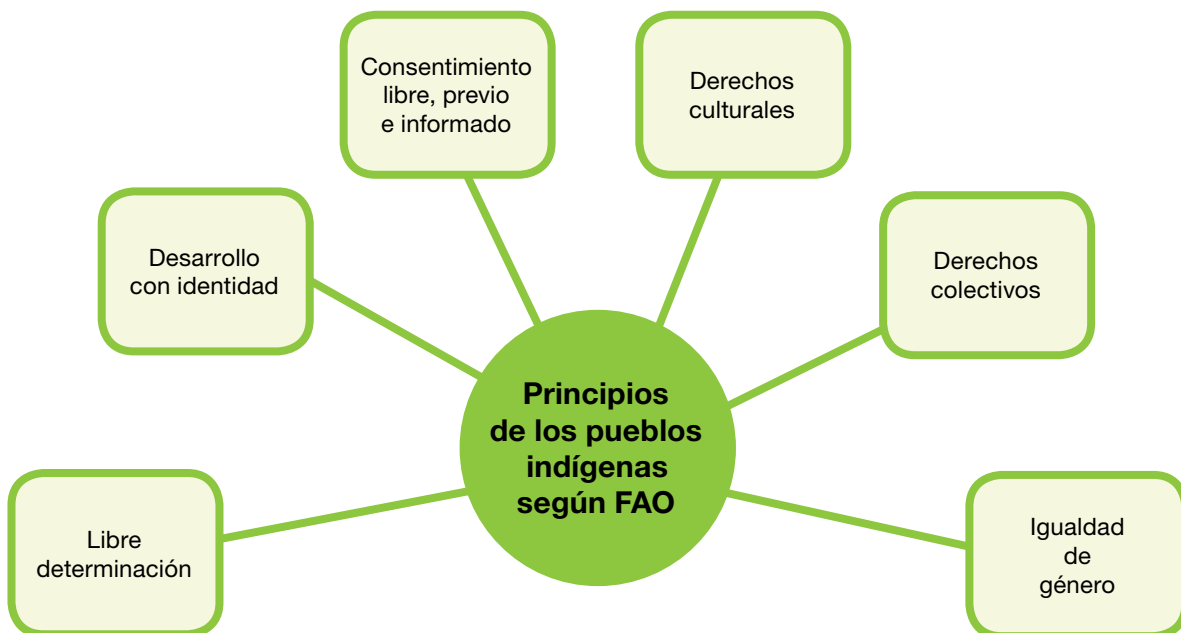 Consentimiento
libre, previo
e informado
Derechos
culturales
Desarrollo
con identidad
Derechos
colectivos
Principios
de los pueblos
indígenas
según FAO
Libre
determinación
Igualdad
de
género